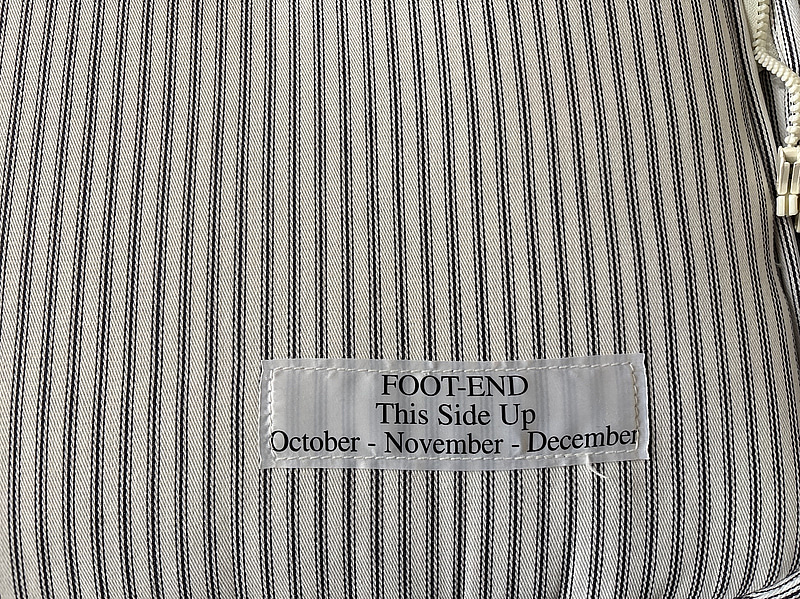 FOOT-END
This Side Up
October - November - December